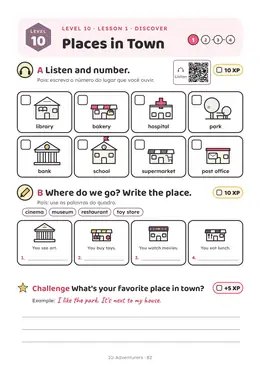 LEVEL
10
LEVEL 10 · LESSON 1 · DISCOVER
Places in Town
1 2 3 4
A Listen and number.
Pais: escreva o número do lugar que você ouvir.
Listen
10 XP
library
bakery
hospital
park
bank
school
supermarket
post office
B Where do we go? Write the place.
Pais: use as palavras do quadro.
10 XP
cinema museum restaurant toy store
You see art.
You buy toys.
You watch movies.
You eat lunch.
1.
2.
3.
4.
Challenge What's your favorite place in town?
+5 XP
Example: I like the park. It's next to my house.